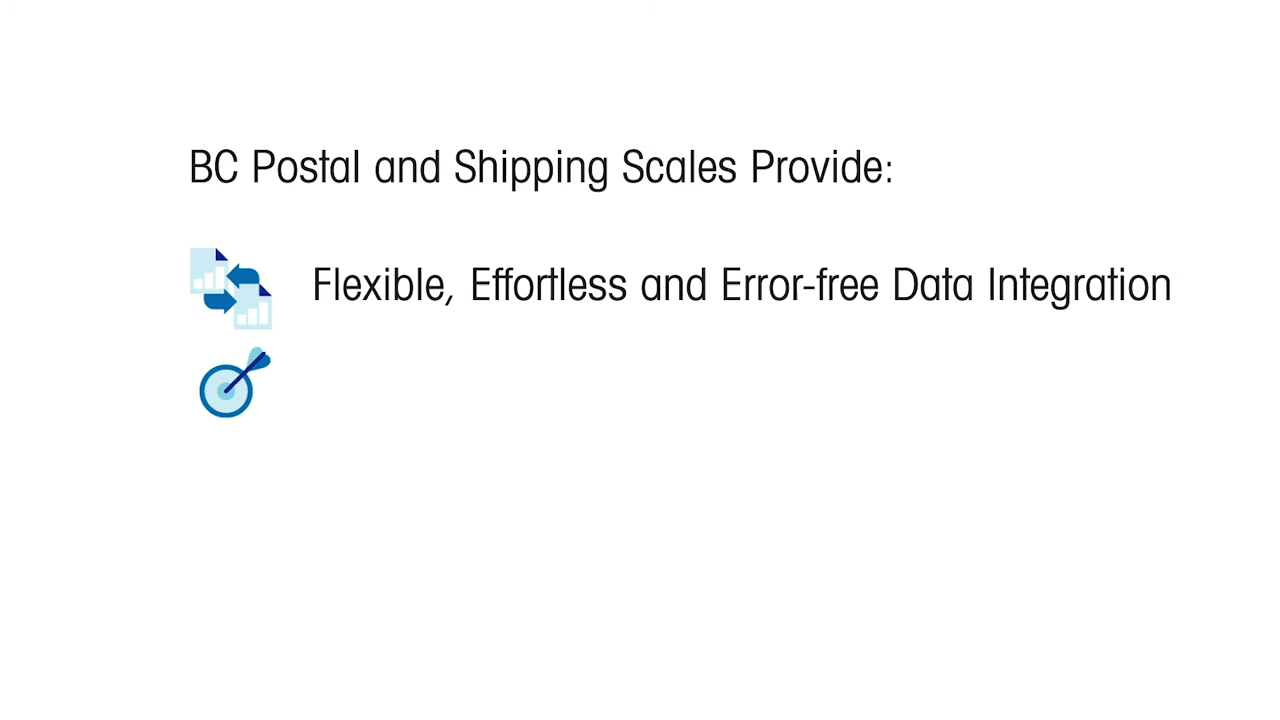 BC Postal and Shipping Scales Provide:
Flexible, Effortless and Error-free Data Integration